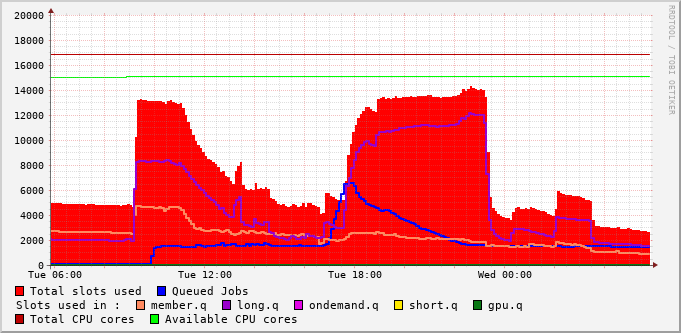 20000
18000
16000
14000
12000
10000
8000
6000
4000
2000
0
Tue 06:00 Tue 12:00 Tue 18:00 Wed 00:00
Total slots used Queued Jobs
Slots used in : member.q long.q ondemand.q short.q gpu.q
Total CPU cores
Available CPU cores
RRDTOOL / TOBI OETIKER